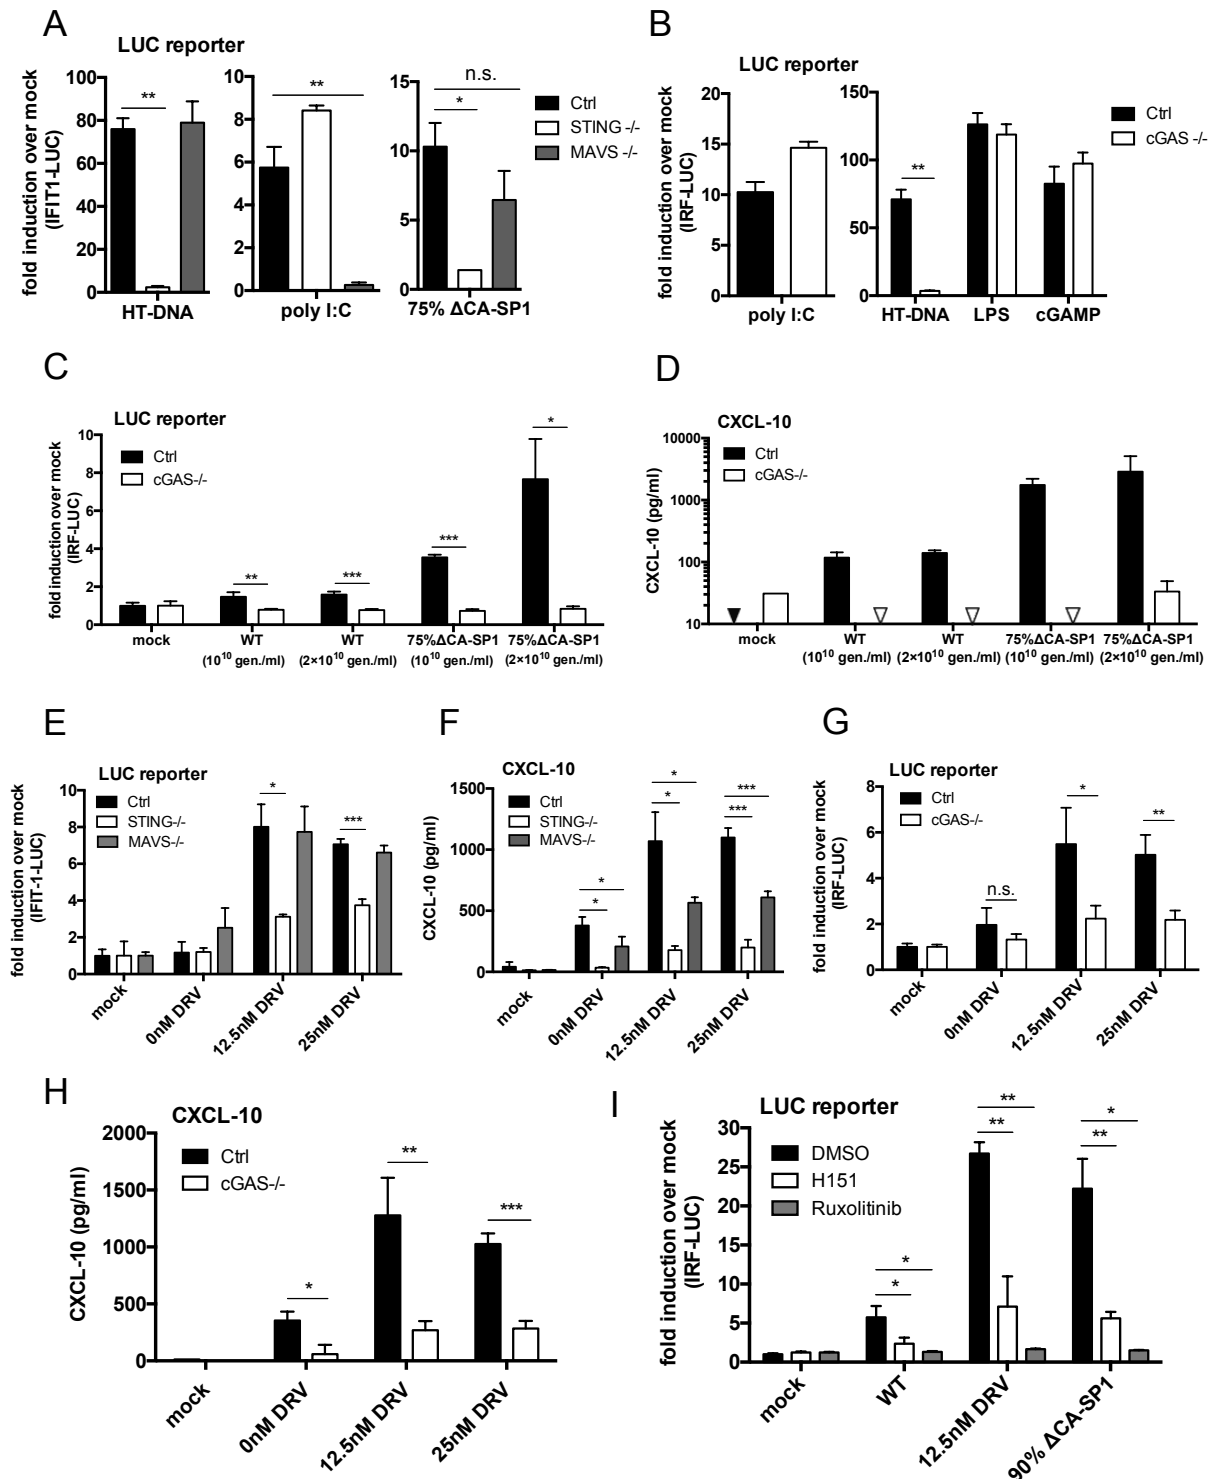 A
LUC reporter
fold induction over mock
(IFIT1-LUC)
100
80
60
40
20
0
**
HT-DNA
10
8
6
4
2
0
**
poly I:C
15
10
5
0
n.s.
*
75% ΔCA-SP1
Ctrl
STING -/-
MAVS -/-
B
LUC reporter
fold induction over mock
(IRF-LUC)
20
15
10
5
0
poly I:C
150
100
50
0
**
HT-DNA LPS cGAMP
Ctrl
cGAS -/-
C
LUC reporter
Ctrl
cGAS-/-
fold induction over mock
(IRF-LUC)
10
8
6
4
2
0
** *** *** *
mock WT WT 75%ΔCA-SP1 75%ΔCA-SP1
(10¹⁰ gen./ml) (2×10¹⁰ gen./ml) (10¹⁰ gen./ml) (2×10¹⁰ gen./ml)
D
CXCL-10
Ctrl
cGAS-/-
CXCL-10 (pg/ml)
10000
1000
100
10
mock WT WT 75%ΔCA-SP1 75%ΔCA-SP1
(10¹⁰ gen./ml) (2×10¹⁰ gen./ml) (10¹⁰ gen./ml) (2×10¹⁰ gen./ml)
E
LUC reporter
Ctrl
STING-/-
MAVS-/-
fold induction over mock
(IFIT-1-LUC)
10
8
6
4
2
0
* ***
mock 0nM DRV 12.5nM DRV 25nM DRV
F
CXCL-10
Ctrl
STING-/-
MAVS-/-
CXCL-10 (pg/ml)
1500
1000
500
0
* * ***
* * ***
mock 0nM DRV 12.5nM DRV 25nM DRV
G
LUC reporter
Ctrl
cGAS-/-
fold induction over mock
(IRF-LUC)
8
6
4
2
0
n.s. * **
mock 0nM DRV 12.5nM DRV 25nM DRV
H
CXCL-10
Ctrl
cGAS-/-
CXCL-10 (pg/ml)
2000
1500
1000
500
0
* ** ***
mock 0nM DRV 12.5nM DRV 25nM DRV
I
LUC reporter
DMSO
H151
Ruxolitinib
fold induction over mock
(IRF-LUC)
30
25
20
15
10
5
0
* ** *
* ** **
mock WT 12.5nM DRV 90% ΔCA-SP1